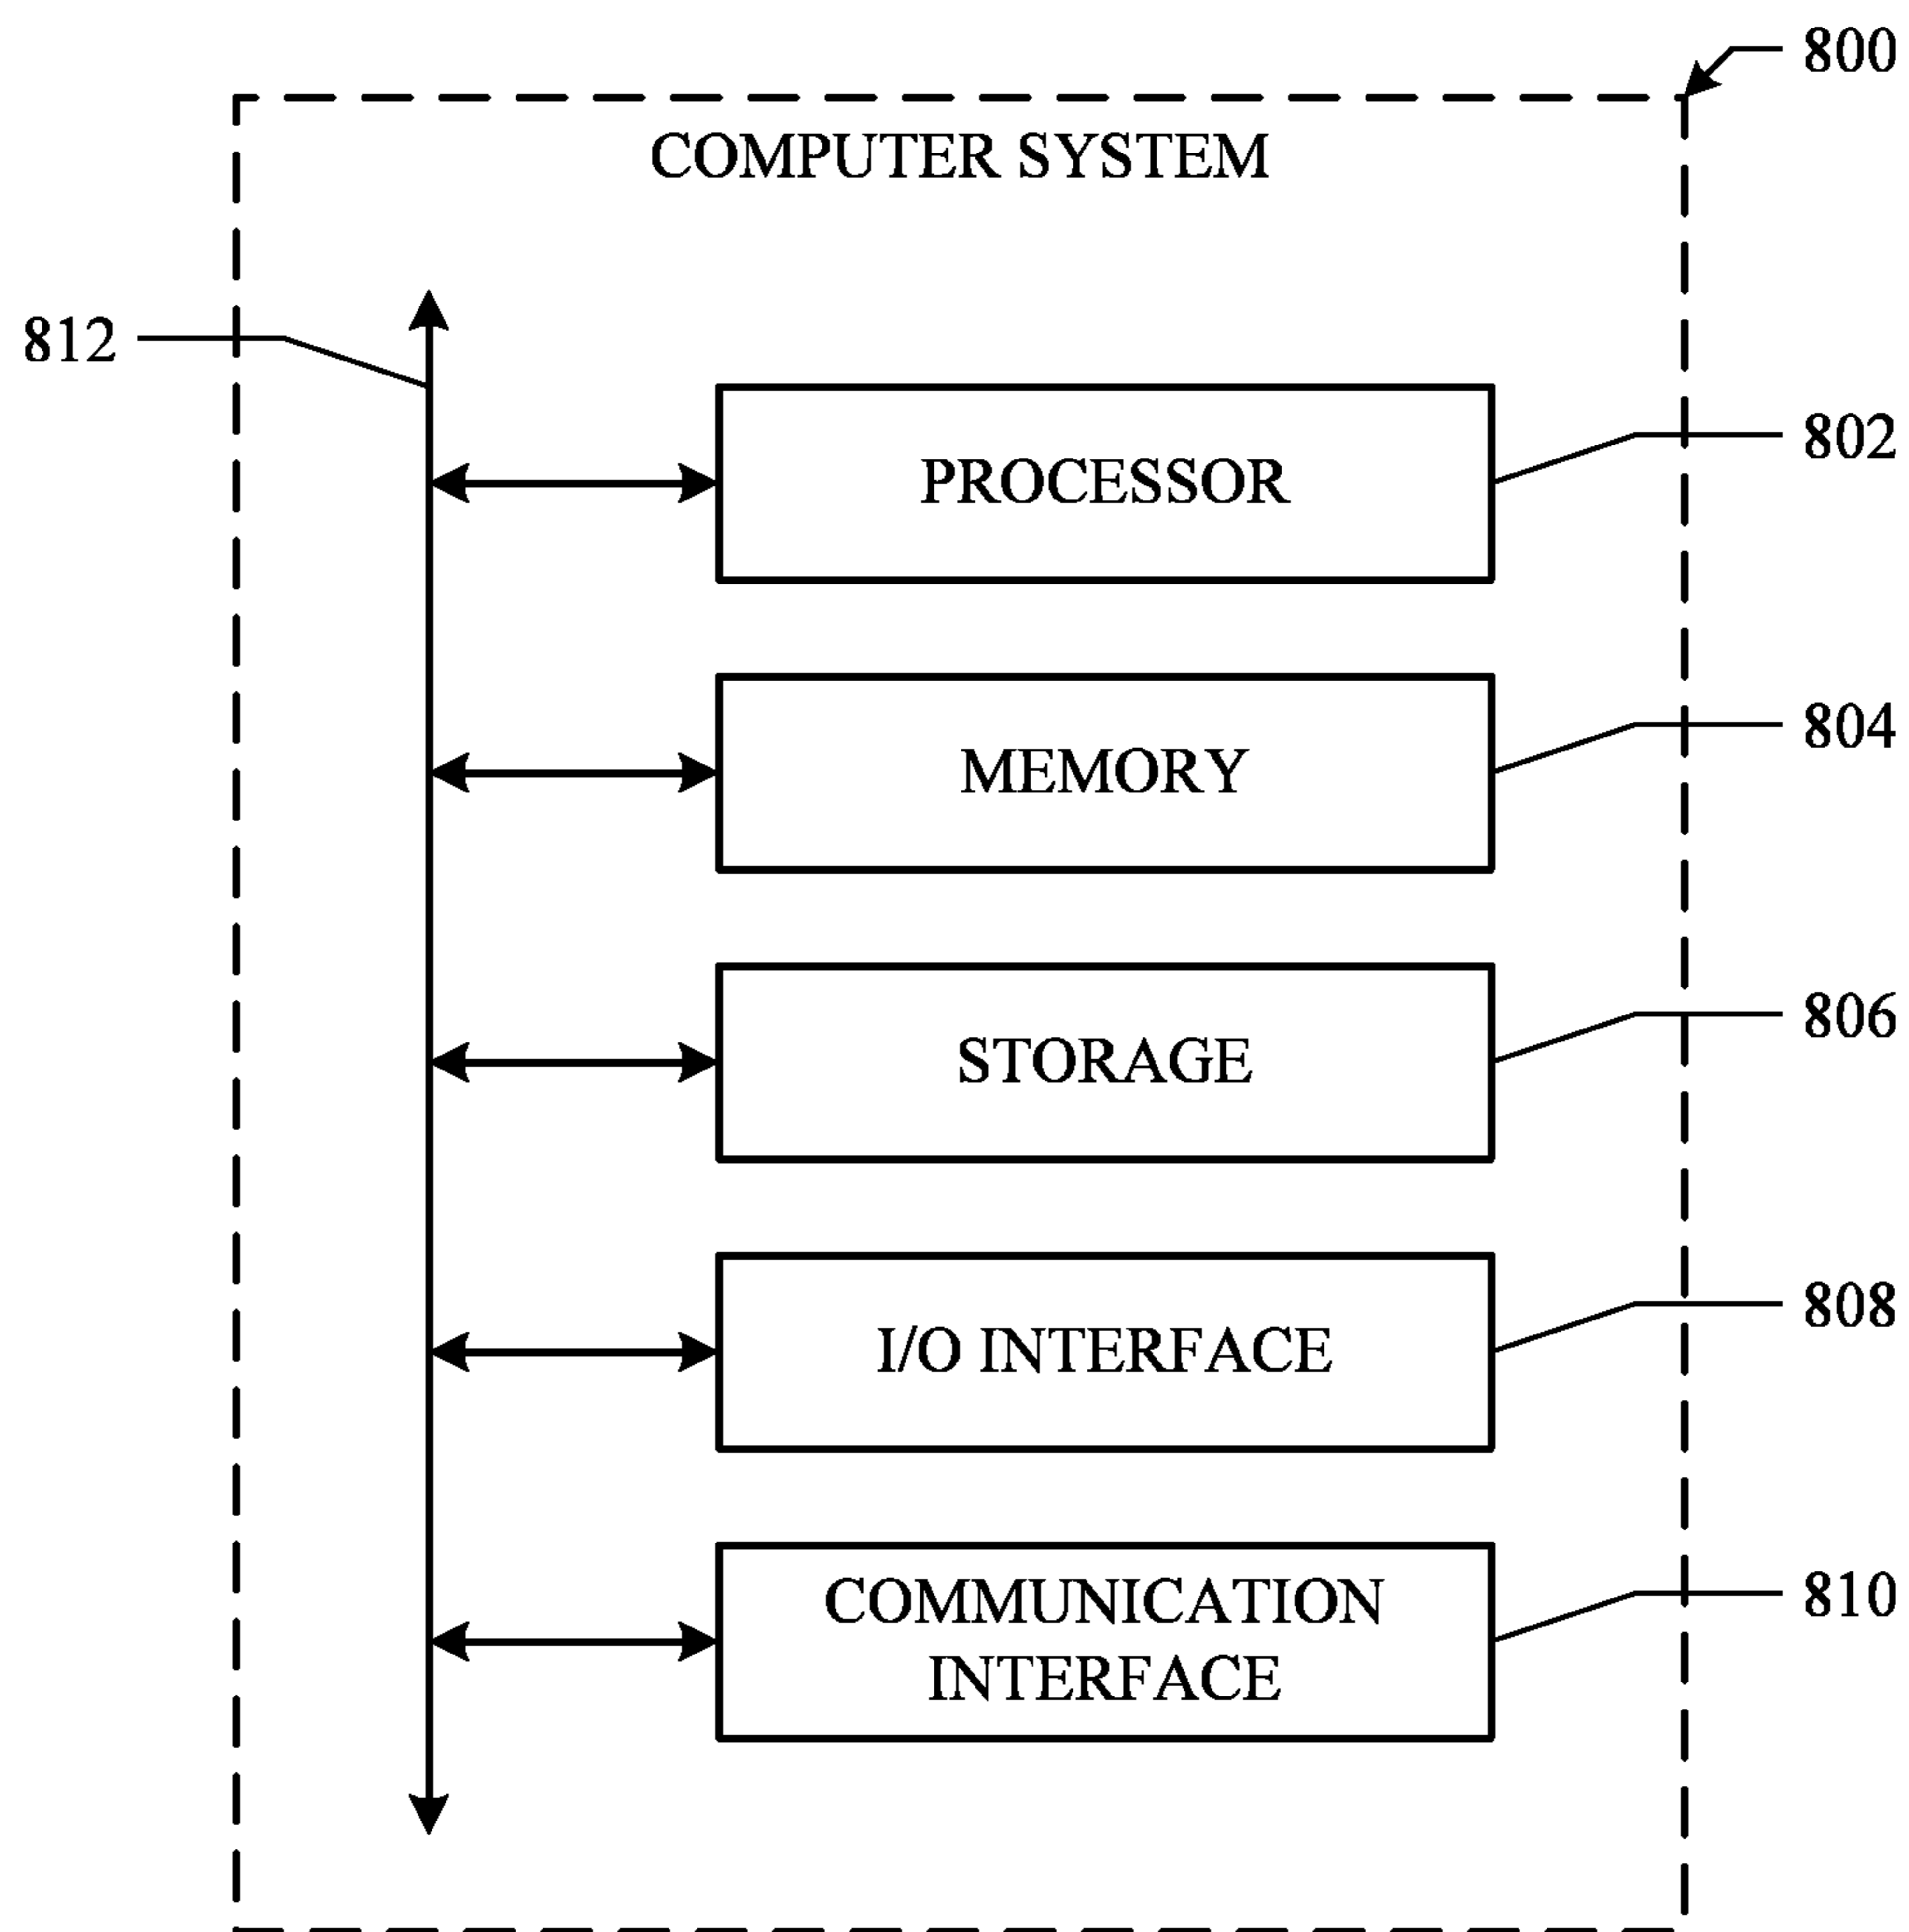 800
COMPUTER SYSTEM
812
PROCESSOR
802
MEMORY
804
STORAGE
806
I/O INTERFACE
808
COMMUNICATION
INTERFACE
810